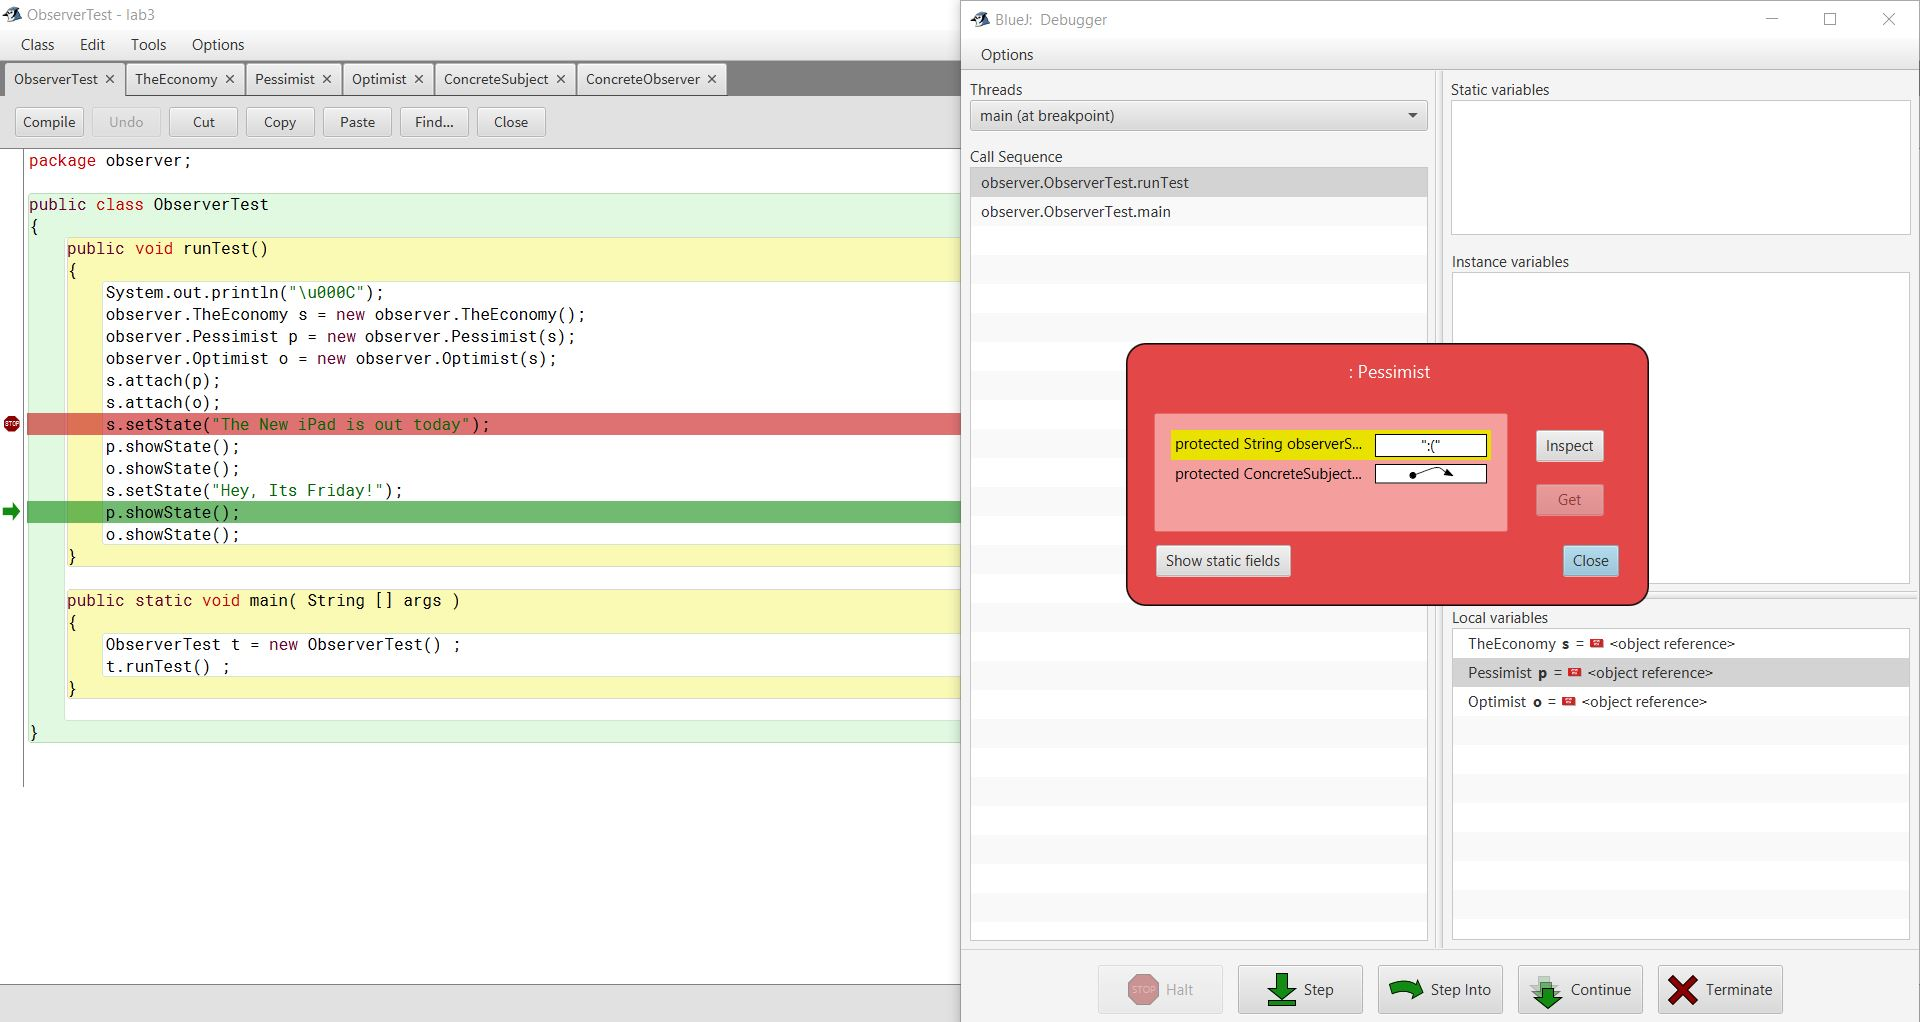 ObserverTest - lab3
Class Edit Tools Options
ObserverTest TheEconomy Pessimist Optimist ConcreteSubject ConcreteObserver
Compile Undo Cut Copy Paste Find... Close
package observer;
public class ObserverTest
{
public void runTest()
{
System.out.println("\u000C");
observer.TheEconomy s = new observer.TheEconomy();
observer.Pessimist p = new observer.Pessimist(s);
observer.Optimist o = new observer.Optimist(s);
s.attach(p);
s.attach(o);
STOP s.setState("The New iPad is out today");
p.showState();
o.showState();
s.setState("Hey, Its Friday!");
p.showState();
o.showState();
}
public static void main( String [] args )
{
ObserverTest t = new ObserverTest() ;
t.runTest() ;
}
}
BlueJ: Debugger
Options
Threads
main (at breakpoint)
Call Sequence
observer.ObserverTest.runTest
observer.ObserverTest.main
Static variables
Instance variables
: Pessimist
protected String observerS... ":("
protected ConcreteSubject...
Inspect
Get
Show static fields
Close
Local variables
TheEconomy s = <object reference>
Pessimist p = <object reference>
Optimist o = <object reference>
STOP Halt Step Step Into Continue Terminate